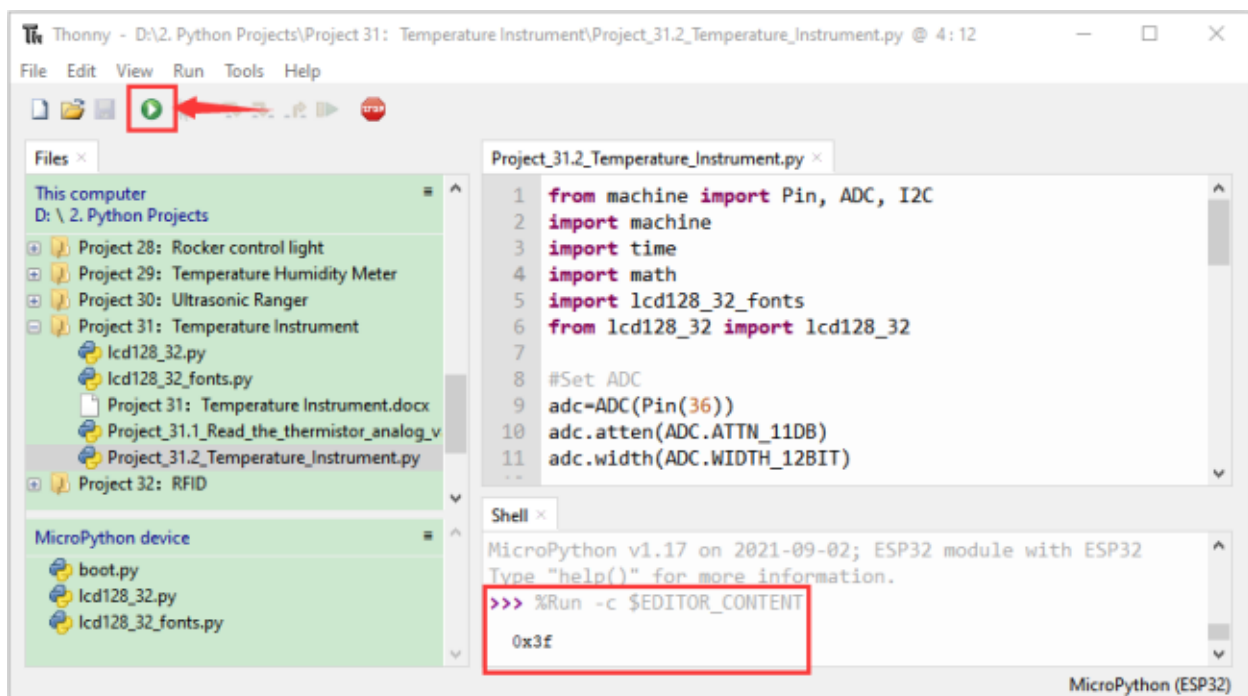 Thonny - D:\2. Python Projects\Project 31: Temperature Instrument\Project_31.2_Temperature_Instrument.py @ 4:12
File Edit View Run Tools Help
STOP
Files
This computer
D: \ 2. Python Projects
Project 28: Rocker control light
Project 29: Temperature Humidity Meter
Project 30: Ultrasonic Ranger
Project 31: Temperature Instrument
lcd128_32.py
lcd128_32_fonts.py
Project 31: Temperature Instrument.docx
Project_31.1_Read_the_thermistor_analog_v
Project_31.2_Temperature_Instrument.py
Project 32: RFID
MicroPython device
boot.py
lcd128_32.py
lcd128_32_fonts.py
Project_31.2_Temperature_Instrument.py
1 from machine import Pin, ADC, I2C
2 import machine
3 import time
4 import math
5 import lcd128_32_fonts
6 from lcd128_32 import lcd128_32
7
8 #Set ADC
9 adc=ADC(Pin(36))
10 adc.atten(ADC.ATTN_11DB)
11 adc.width(ADC.WIDTH_12BIT)
Shell
MicroPython v1.17 on 2021-09-02; ESP32 module with ESP32
Type "help()" for more information.
>>> %Run -c $EDITOR_CONTENT
0x3f
MicroPython (ESP32)